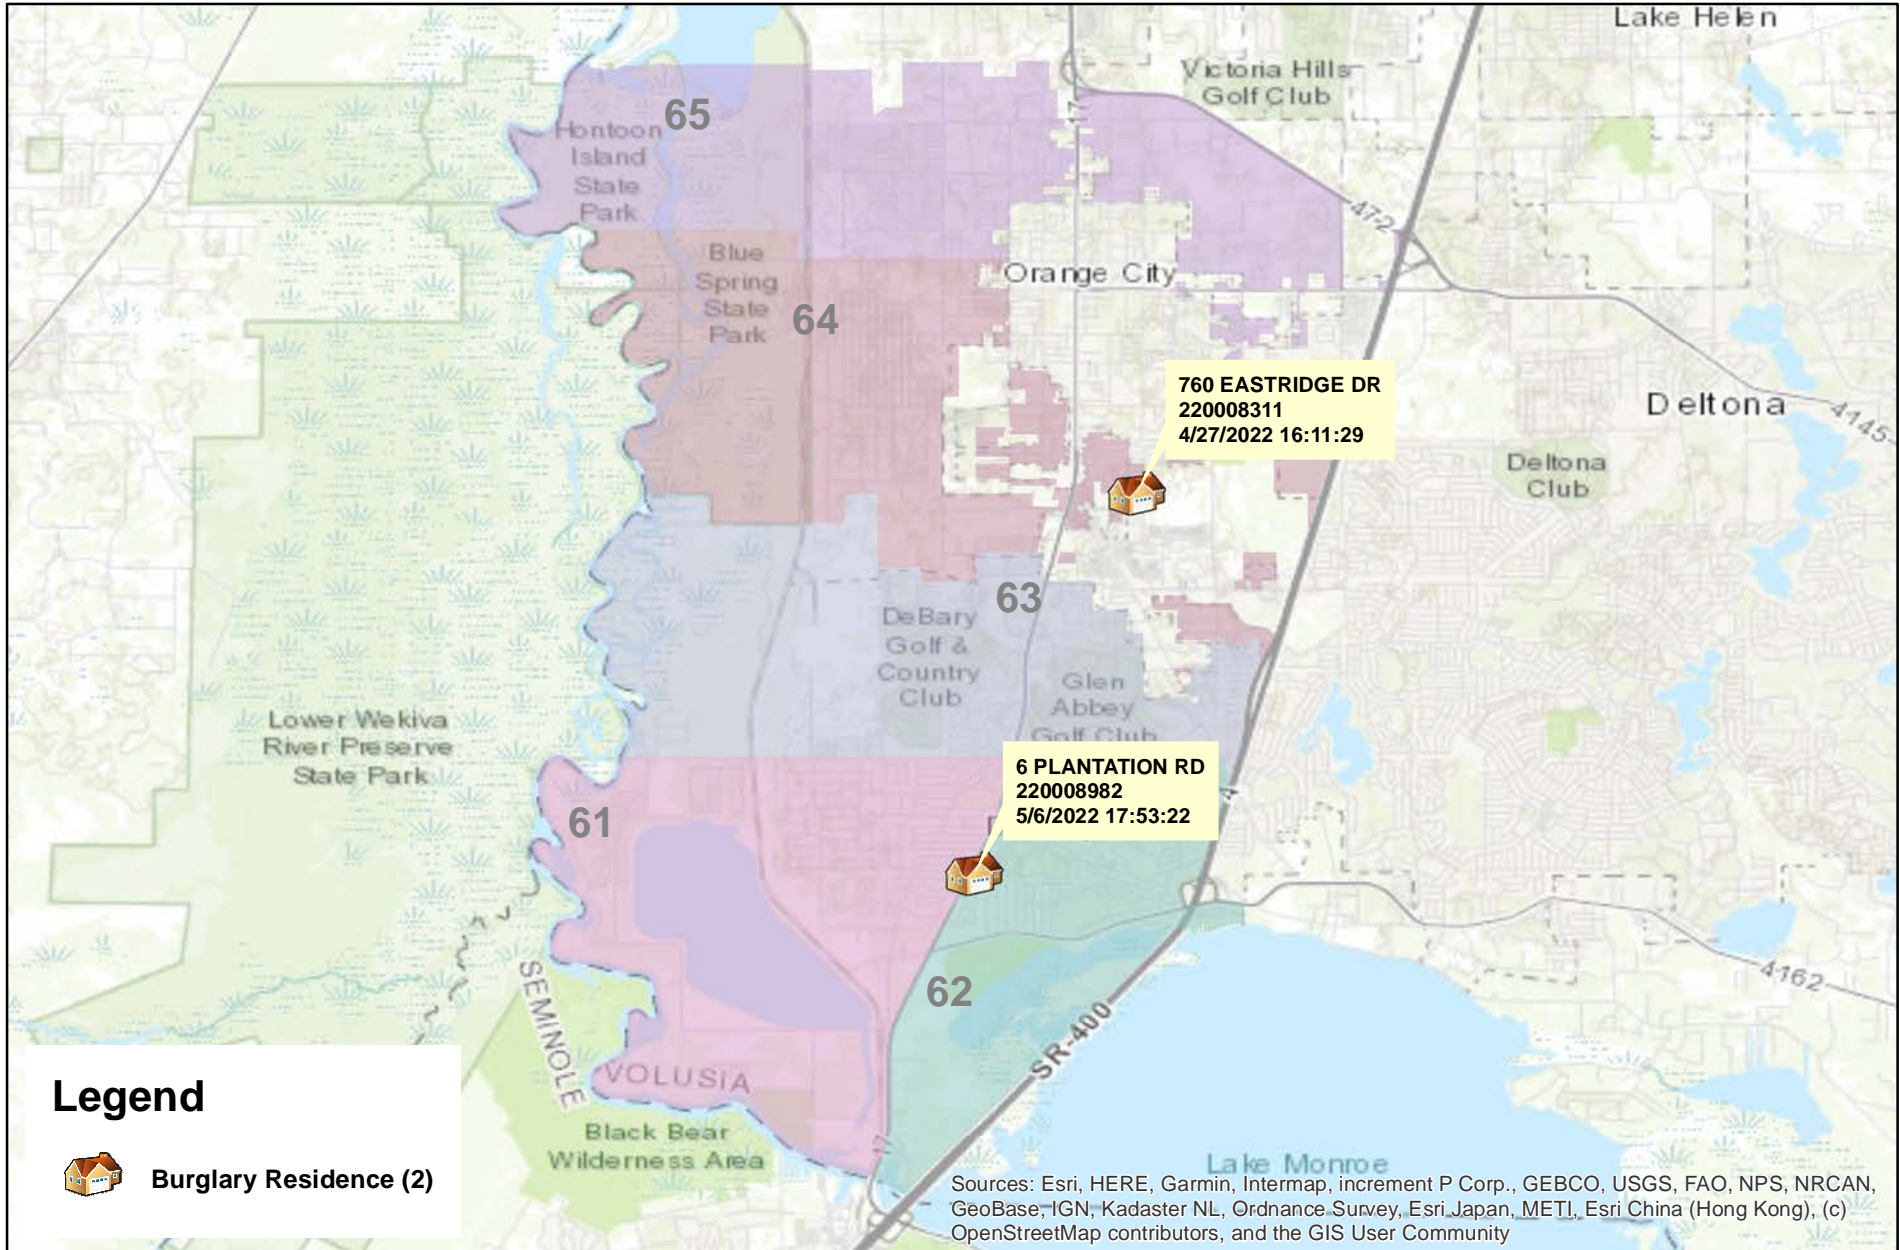 Lake Helen
Victoria Hills
Golf Club
65
Hontoon
Island
State
Park
17
472
Blue
Spring
State
Park
Orange City
64
760 EASTRIDGE DR
220008311
4/27/2022 16:11:29
Deltona
4145
Deltona
Club
63
DeBary
Golf &
Country
Club
Glen
Abbey
Golf Club
Lower Wekiva
River Preserve
State Park
6 PLANTATION RD
220008982
5/6/2022 17:53:22
4
61
62
4162
SEMINOLE
VOLUSIA
SR-400
Black Bear
Wilderness Area
17
Lake Monroe
Legend
Burglary Residence (2)
Sources: Esri, HERE, Garmin, Intermap, increment P Corp., GEBCO, USGS, FAO, NPS, NRCAN,
GeoBase, IGN, Kadaster NL, Ordnance Survey, Esri Japan, METI, Esri China (Hong Kong), (c)
OpenStreetMap contributors, and the GIS User Community